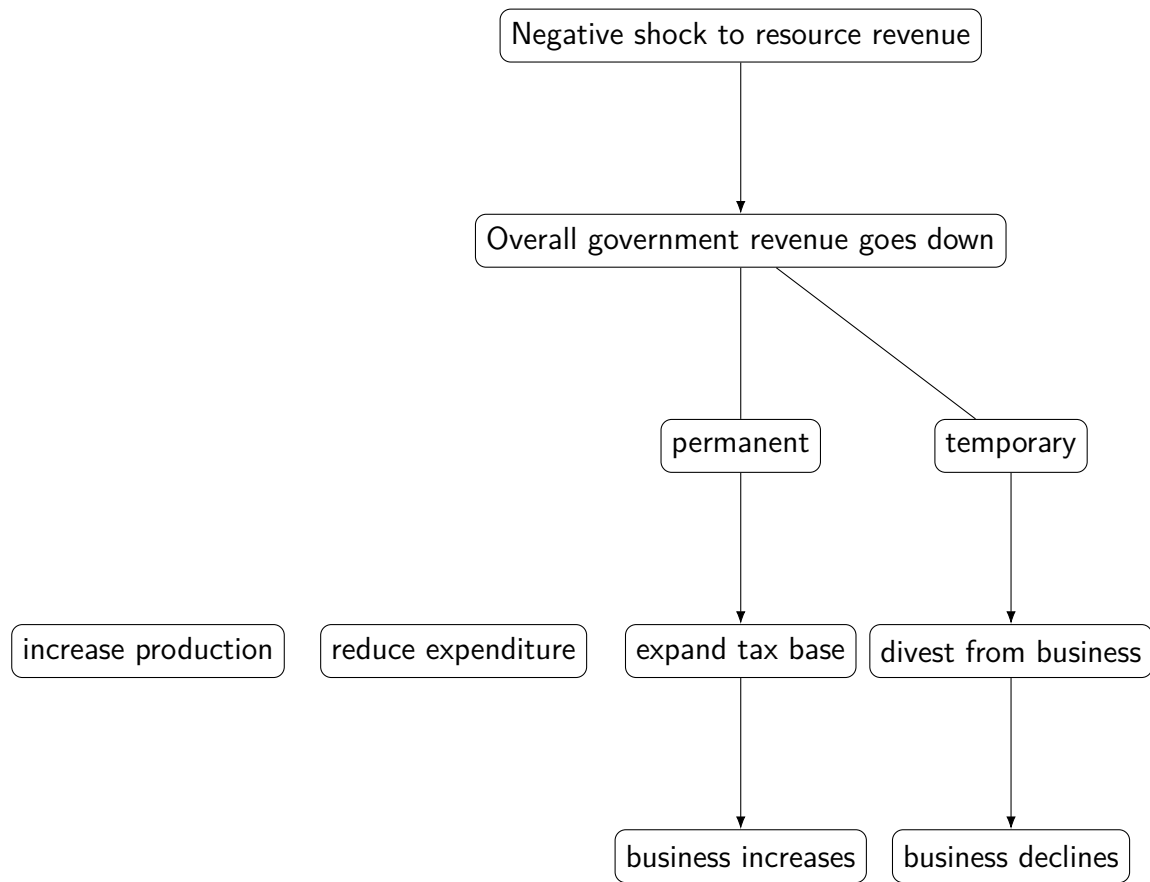 Negative shock to resource revenue
Overall government revenue goes down
permanent
temporary
increase production
reduce expenditure
expand tax base
divest from business
business increases
business declines